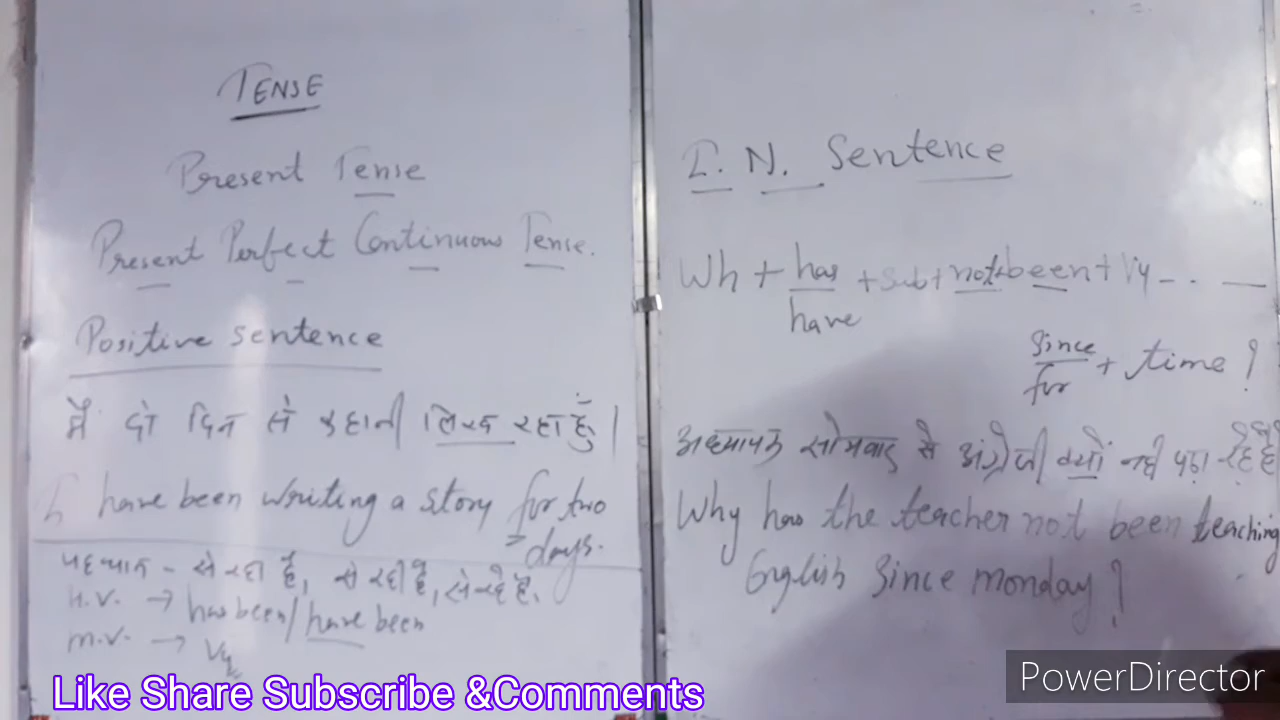 TENSE
Present Tense
Present Perfect Continuous Tense.
Positive sentence
मैं दो दिन से कहानी लिख रहा हूँ।
I have been writing a story for two
days.
पहचान - से रहा है, से रही है, से रहे हैं,
H.V. → has been/have been
M.V. → V4
I. N. Sentence
Wh + has + sub + not + been + V4 - . . —
have
Since + time ?
for
अध्यापक सोमवार से अंग्रेजी क्यों नहीं पढ़ा रहे हैं
Why has the teacher not been teaching
English Since monday ?
Like Share Subscribe &Comments
PowerDirector